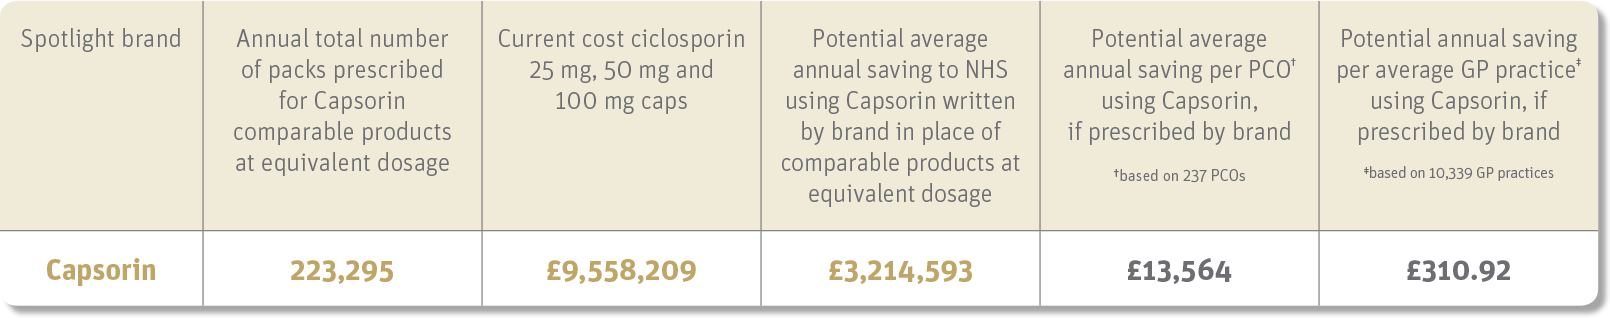 Spotlight brand
Annual total number
of packs prescribed
for Capsorin
comparable products
at equivalent dosage
Current cost ciclosporin
25 mg, 50 mg and
100 mg caps
Potential average
annual saving to NHS
using Capsorin written
by brand in place of
comparable products at
equivalent dosage
Potential average
annual saving per PCO†
using Capsorin,
if prescribed by brand
†based on 237 PCOs
Potential annual saving
per average GP practice‡
using Capsorin, if
prescribed by brand
‡based on 10,339 GP practices
Capsorin
223,295
£9,558,209
£3,214,593
£13,564
£310.92